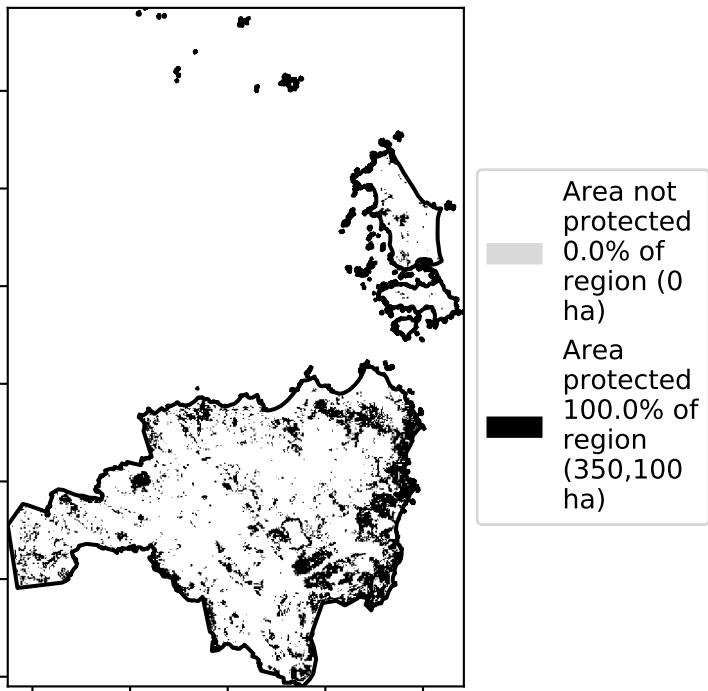 Area not
protected
0.0% of
region (0
ha)
Area
protected
100.0% of
region
(350,100
ha)